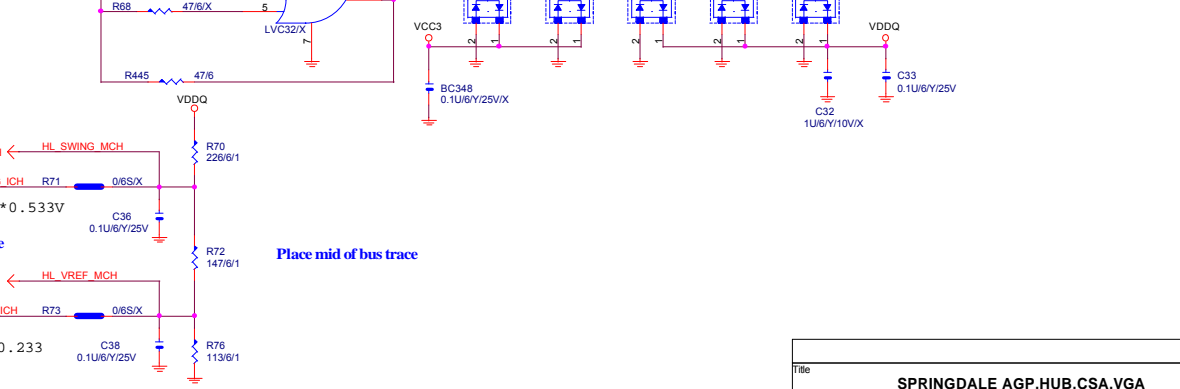 R68 47/6/X 5
LVC32/X
7
R445 47/6
VCC3
2 1 2 1 2 1 2 1 2 1
VDDQ
BC348
0.1U/6/Y/25V/X
C33
0.1U/6/Y/25V
C32
1U/6/Y/10V/X
VDDQ
R70
226/6/1
HL_SWING_MCH
ICH R71 0/6S/X
*0.533V
C36
0.1U/6/Y/25V
R72
147/6/1
Place mid of bus trace
HL_VREF_MCH
ICH R73 0/6S/X
0.233
C38
0.1U/6/Y/25V
R76
113/6/1
Title
SPRINGDALE AGP,HUB,CSA,VGA